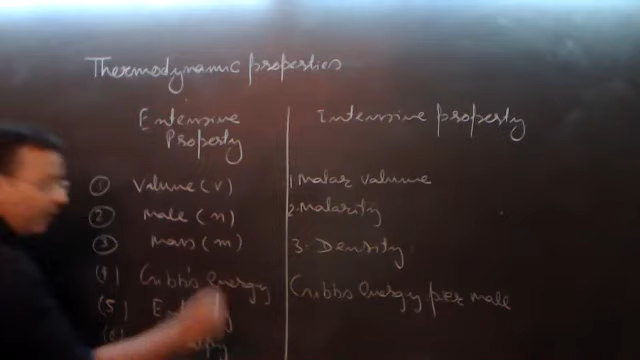 Thermodynamic properties
Extensive
Property
Intensive property
① Volume (V)
1 Molar volume
② mole (n)
2. Molarity
③ mass (m)
3. Density
(4) Gibb's energy
Gibbs energy per mole
(5)
(6)